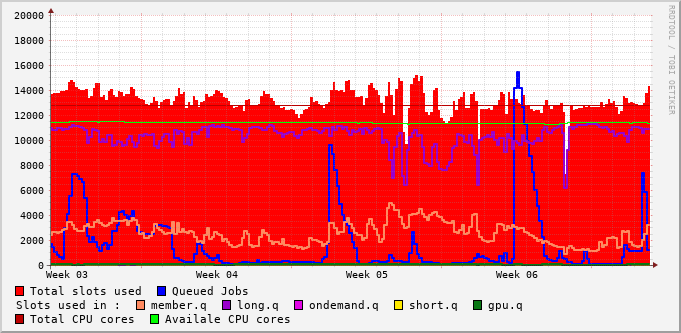 20000
18000
16000
14000
12000
10000
8000
6000
4000
2000
0
Week 03 Week 04 Week 05 Week 06
RRDTOOL / TOBI OETIKER
Total slots used Queued Jobs
Slots used in : member.q long.q ondemand.q short.q gpu.q
Total CPU cores Availale CPU cores